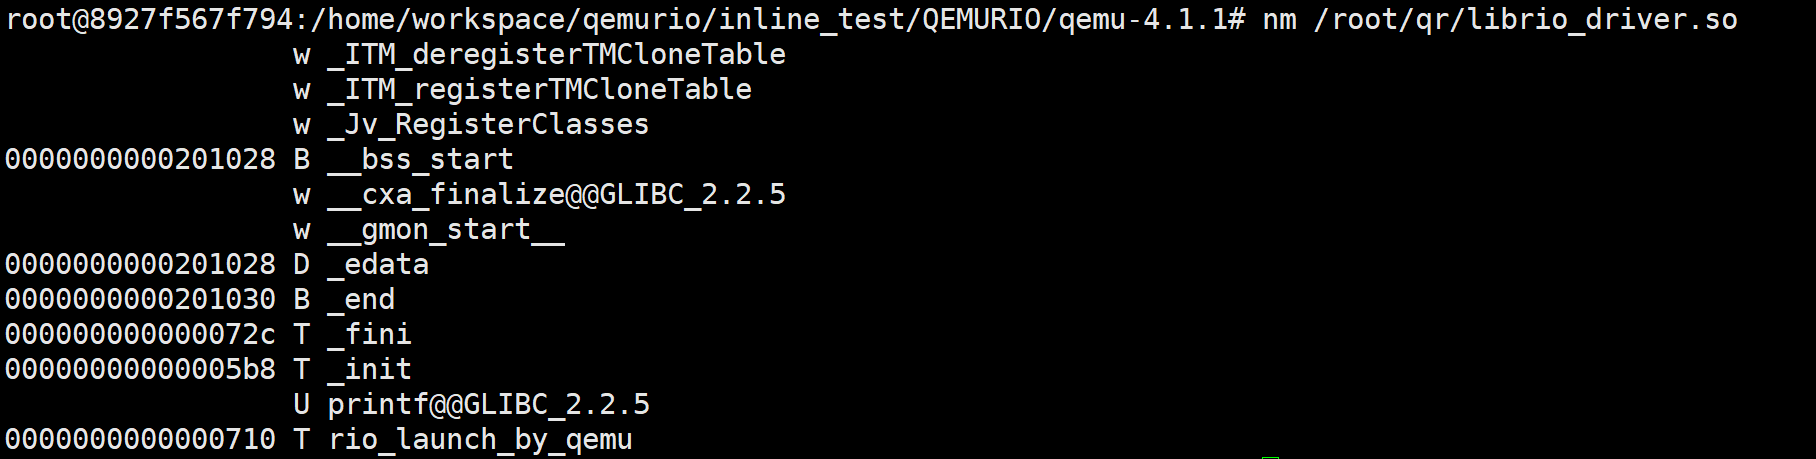 root@8927f567f794:/home/workspace/qemurio/inline_test/QEMURIO/qemu-4.1.1# nm /root/qr/librio_driver.so
w _ITM_deregisterTMCloneTable
w _ITM_registerTMCloneTable
w _Jv_RegisterClasses
0000000000201028 B __bss_start
w __cxa_finalize@@GLIBC_2.2.5
w __gmon_start__
0000000000201028 D _edata
0000000000201030 B _end
000000000000072c T _fini
00000000000005b8 T _init
U printf@@GLIBC_2.2.5
0000000000000710 T rio_launch_by_qemu